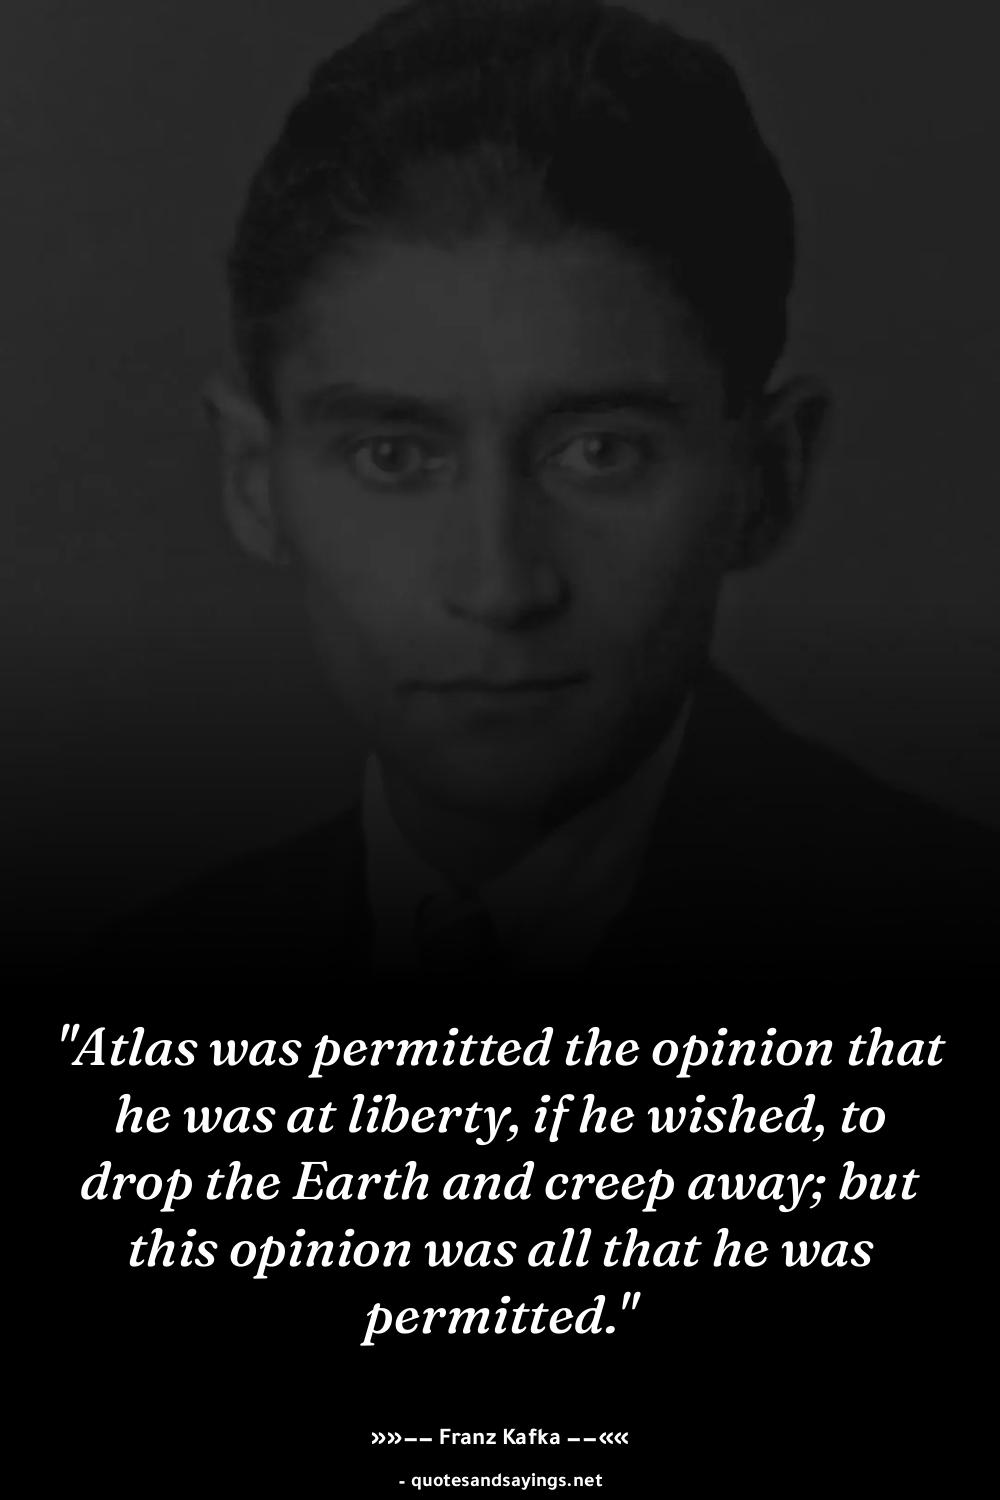 "Atlas was permitted the opinion that
he was at liberty, if he wished, to
drop the Earth and creep away; but
this opinion was all that he was
permitted."
»»—— Franz Kafka ——««
- quotesandsayings.net